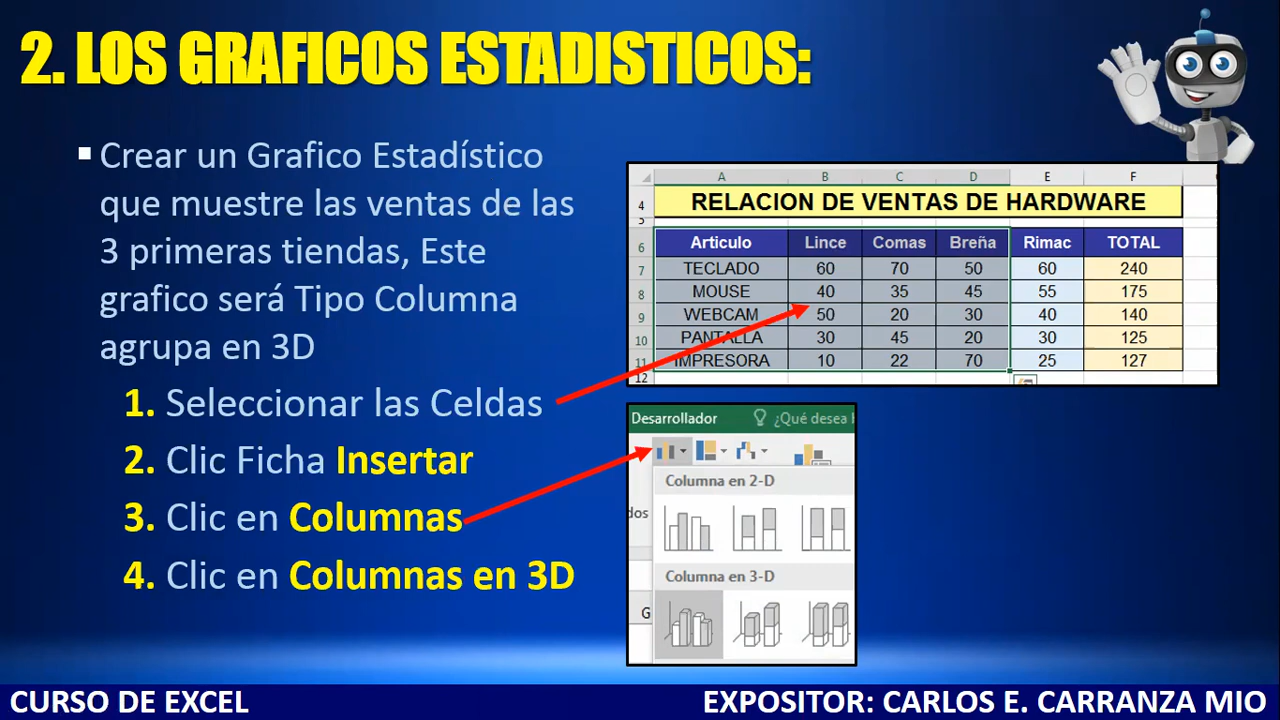 2. LOS GRAFICOS ESTADISTICOS:
Crear un Grafico Estadístico
que muestre las ventas de las
3 primeras tiendas, Este
grafico será Tipo Columna
agrupa en 3D
1. Seleccionar las Celdas
2. Clic Ficha Insertar
3. Clic en Columnas
4. Clic en Columnas en 3D
A B C D E F
4 RELACION DE VENTAS DE HARDWARE
5
6 Articulo Lince Comas Breña Rimac TOTAL
7 TECLADO 60 70 50 60 240
8 MOUSE 40 35 45 55 175
9 WEBCAM 50 20 30 40 140
10 PANTALLA 30 45 20 30 125
11 IMPRESORA 10 22 70 25 127
12
Desarrollador ¿Qué desea
Columna en 2-D
dos
Columna en 3-D
G
CURSO DE EXCEL
EXPOSITOR: CARLOS E. CARRANZA MIO